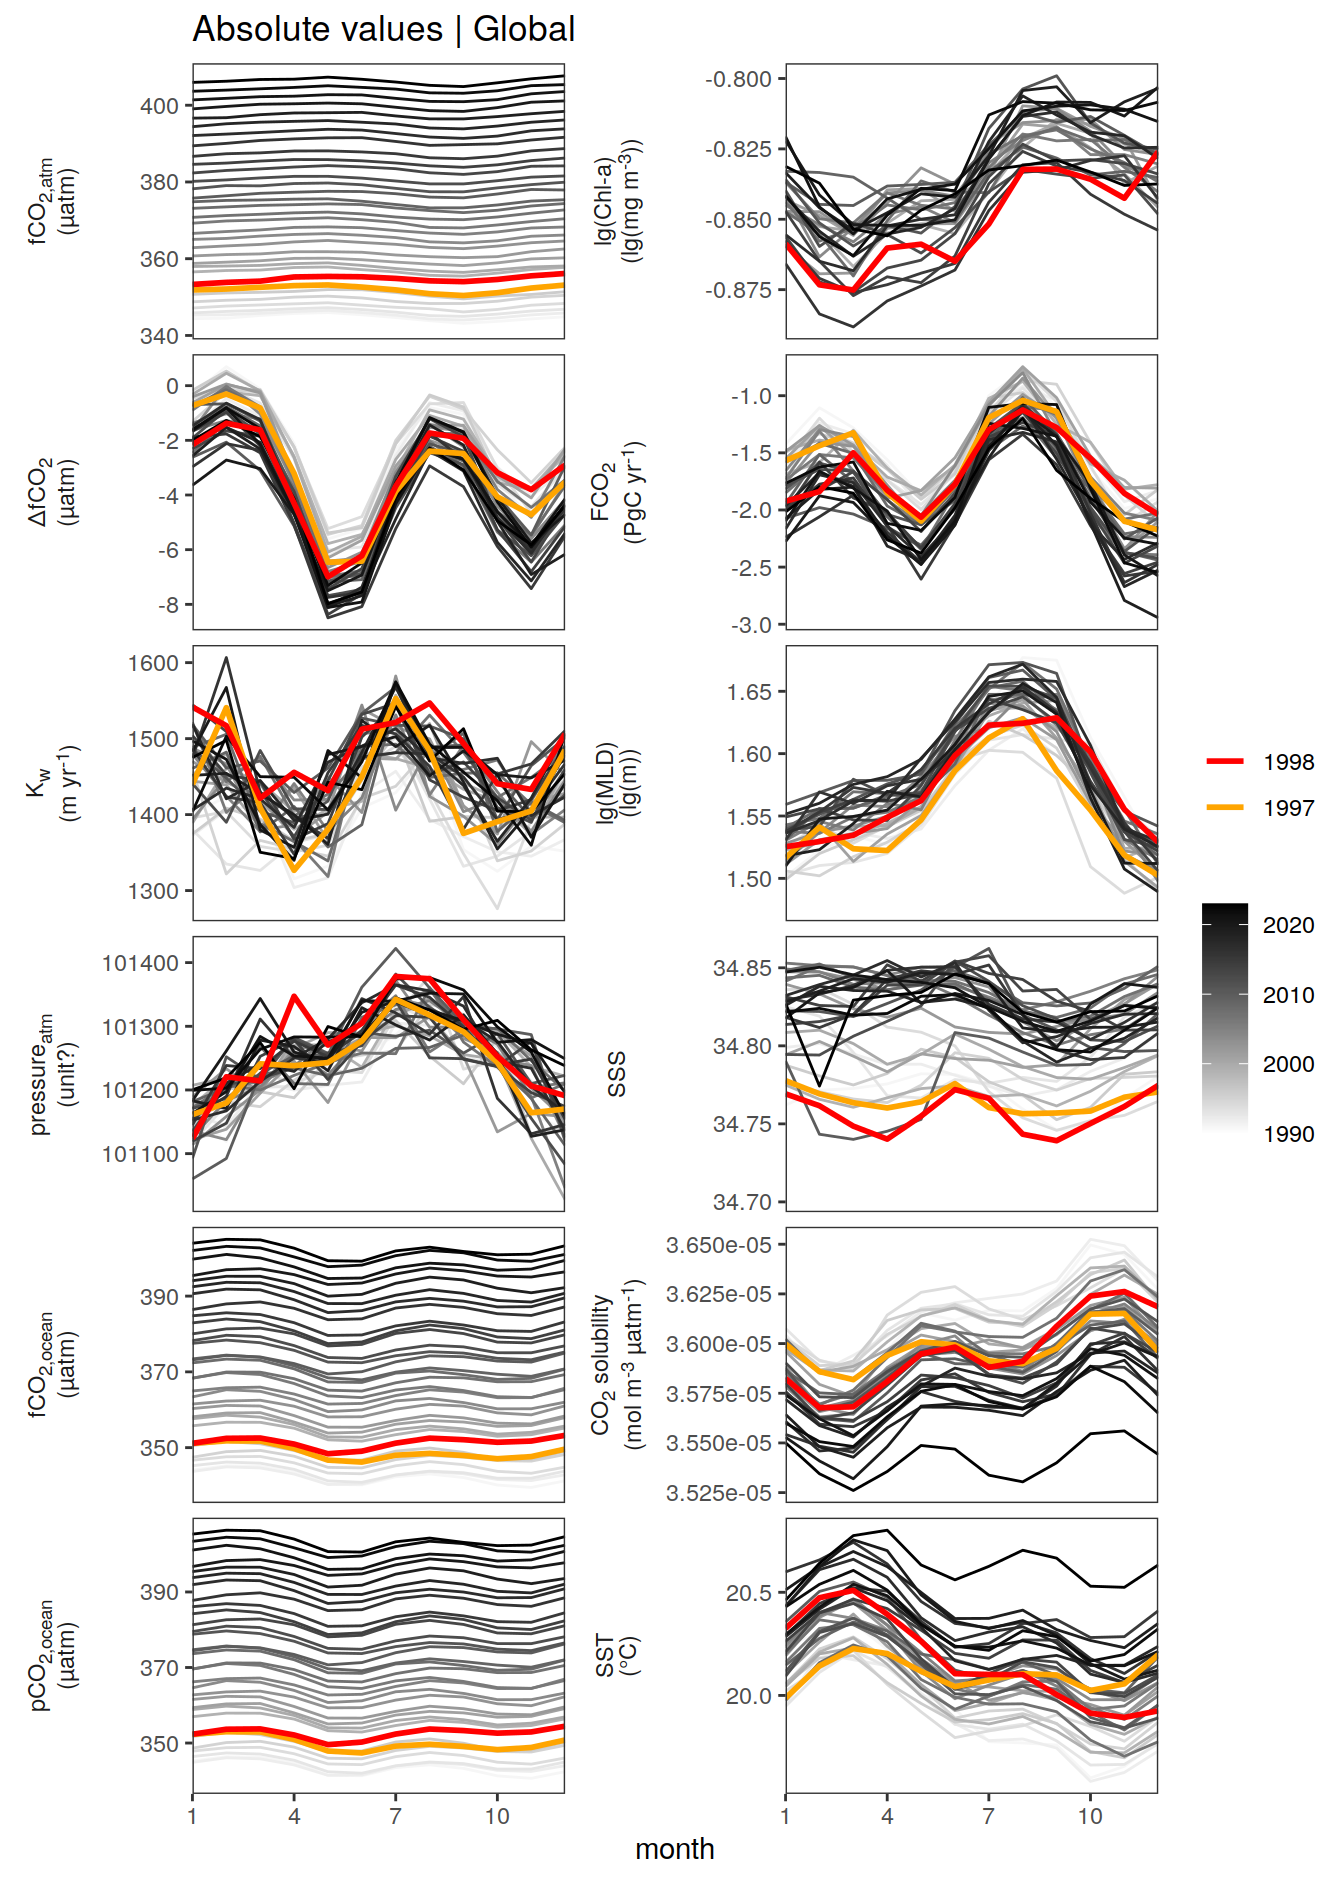 Absolute values | Global
fCO2,atm
(µatm)
400
380
360
340
lg(Chl-a)
(lg(mg m-3))
-0.800
-0.825
-0.850
-0.875
ΔfCO2
(µatm)
0
-2
-4
-6
-8
FCO2
(PgC yr-1)
-1.0
-1.5
-2.0
-2.5
-3.0
Kw
(m yr-1)
1600
1500
1400
1300
lg(MLD)
(lg(m))
1.65
1.60
1.55
1.50
pressureatm
(unit?)
101400
101300
101200
101100
SSS
34.85
34.80
34.75
34.70
fCO2,ocean
(µatm)
390
370
350
CO2 solubility
(mol m-3 µatm-1)
3.650e-05
3.625e-05
3.600e-05
3.575e-05
3.550e-05
3.525e-05
pCO2,ocean
(µatm)
390
370
350
SST
(°C)
20.5
20.0
1 4 7 10
1 4 7 10
month
1998
1997
2020
2010
2000
1990